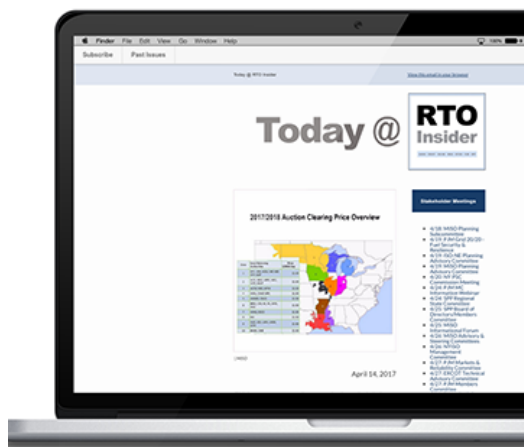 Finder File Edit View Go Window Help 100%
Subscribe Past Issues
Today @ RTO Insider View this email in your browser
Today @ RTO Insider
Stakeholder Meetings
2017/2018 Auction Clearing Price Overview
4/18: MISO Planning
Subcommittee
4/19: PJM Grid 20/20 -
Fuel Security &
Resilience
4/19: ISO-NE Planning
Advisory Committee
4/19: MISO Planning
Advisory Committee
4/20: NY PSC
Commission Meeting
4/24: PJM MC
Informational Webinar
4/24: SPP Regional
State Committee
4/25: SPP Board of
Directors/Members
Committee
4/25: MISO
Informational Forum
4/26: MISO Advisory &
Steering Committees
4/26: NYISO
Management
Committee
4/27: PJM Markets &
Reliability Committee
4/27: ERCOT Technical
Advisory Committee
4/27: PJM Members
Committee
| MISO
April 14, 2017